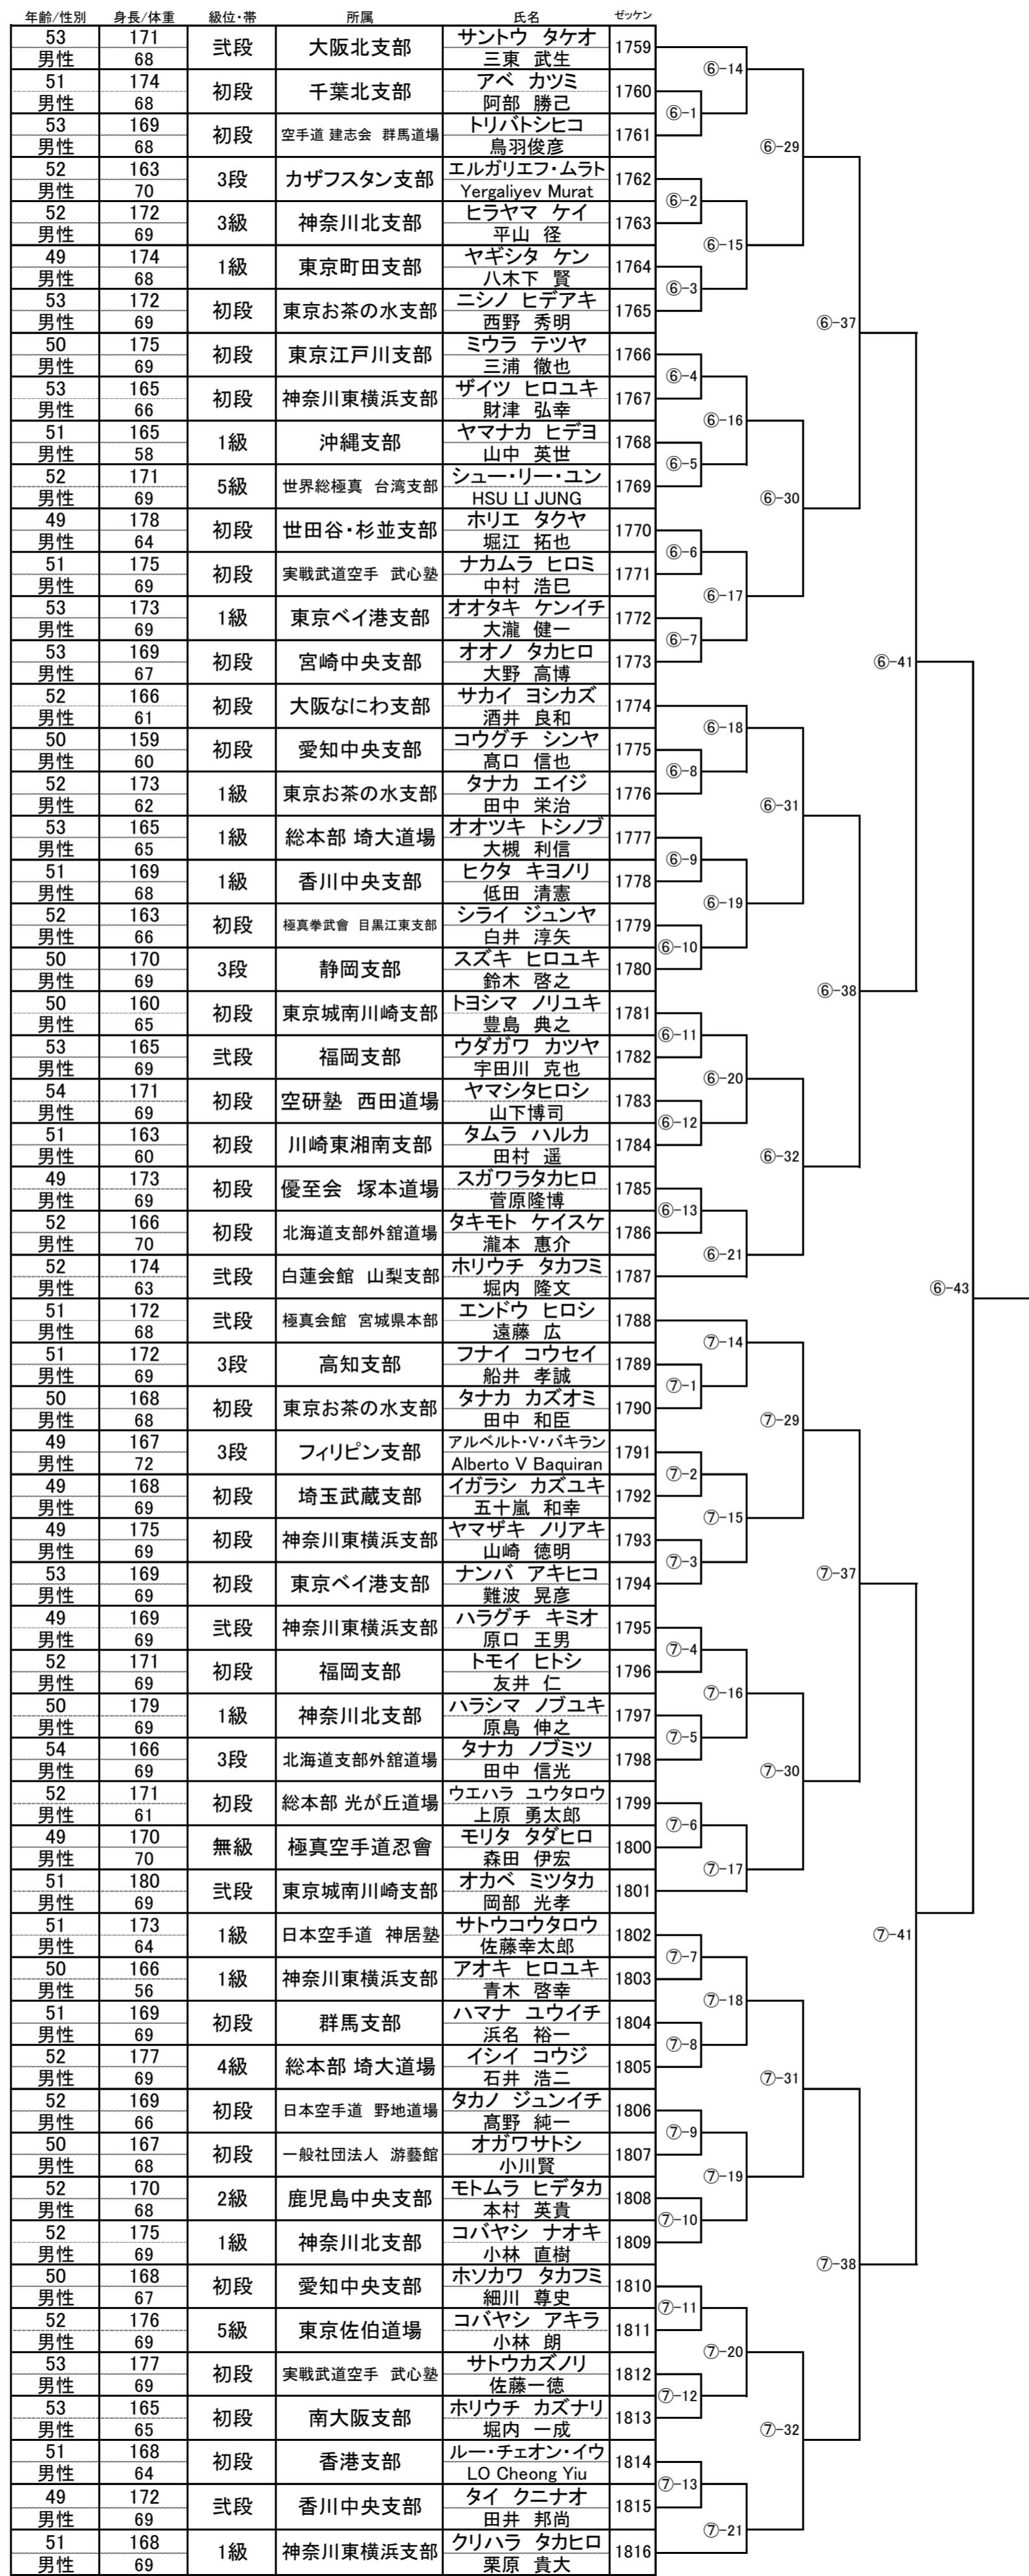 年齢/性別 身長/体重 級位・帯 所属 氏名 ゼッケン
53 171 弐段 大阪北支部 サントウ タケオ 1759
男性 68 三東 武生
⑥-14
51 174 初段 千葉北支部 アベ カツミ 1760
男性 68 阿部 勝己
⑥-1
53 169 初段 空手道 建志会 群馬道場 トリバトシヒコ 1761
男性 68 鳥羽俊彦
⑥-29
52 163 3段 カザフスタン支部 エルガリエフ・ムラト 1762
男性 70 Yergaliyev Murat
⑥-2
52 172 3級 神奈川北支部 ヒラヤマ ケイ 1763
男性 69 平山 径
⑥-15
49 174 1級 東京町田支部 ヤギシタ ケン 1764
男性 68 八木下 賢
⑥-3
53 172 初段 東京お茶の水支部 ニシノ ヒデアキ 1765
男性 69 西野 秀明
⑥-37
50 175 初段 東京江戸川支部 ミウラ テツヤ 1766
男性 69 三浦 徹也
⑥-4
53 165 初段 神奈川東横浜支部 ザイツ ヒロユキ 1767
男性 66 財津 弘幸
⑥-16
51 165 1級 沖縄支部 ヤマナカ ヒデヨ 1768
男性 58 山中 英世
⑥-5
52 171 5級 世界総極真 台湾支部 シュー・リー・ユン 1769
男性 69 HSU LI JUNG
⑥-30
49 178 初段 世田谷・杉並支部 ホリエ タクヤ 1770
男性 64 堀江 拓也
⑥-6
51 175 初段 実戦武道空手 武心塾 ナカムラ ヒロミ 1771
男性 69 中村 浩巳
⑥-17
53 173 1級 東京ベイ港支部 オオタキ ケンイチ 1772
男性 69 大瀧 健一
⑥-7
53 169 初段 宮崎中央支部 オオノ タカヒロ 1773
男性 67 大野 高博
⑥-41
52 166 初段 大阪なにわ支部 サカイ ヨシカズ 1774
男性 61 酒井 良和
⑥-18
50 159 初段 愛知中央支部 コウグチ シンヤ 1775
男性 60 髙口 信也
⑥-8
52 173 1級 東京お茶の水支部 タナカ エイジ 1776
男性 62 田中 栄治
⑥-31
53 165 1級 総本部 埼大道場 オオツキ トシノブ 1777
男性 65 大槻 利信
⑥-9
51 169 1級 香川中央支部 ヒクタ キヨノリ 1778
男性 68 低田 清憲
⑥-19
52 163 初段 極真拳武會 目黒江東支部 シライ ジュンヤ 1779
男性 66 白井 淳矢
⑥-10
50 170 3段 静岡支部 スズキ ヒロユキ 1780
男性 69 鈴木 啓之
⑥-38
50 160 初段 東京城南川崎支部 トヨシマ ノリユキ 1781
男性 65 豊島 典之
⑥-11
53 165 弐段 福岡支部 ウダガワ カツヤ 1782
男性 69 宇田川 克也
⑥-20
54 171 初段 空研塾 西田道場 ヤマシタヒロシ 1783
男性 69 山下博司
⑥-12
51 163 初段 川崎東湘南支部 タムラ ハルカ 1784
男性 60 田村 遥
⑥-32
49 173 初段 優至会 塚本道場 スガワラタカヒロ 1785
男性 69 菅原隆博
⑥-13
52 166 初段 北海道支部外舘道場 タキモト ケイスケ 1786
男性 70 瀧本 惠介
⑥-21
52 174 弐段 白蓮会館 山梨支部 ホリウチ タカフミ 1787
男性 63 堀内 隆文
⑥-43
51 172 弐段 極真会館 宮城県本部 エンドウ ヒロシ 1788
男性 68 遠藤 広
⑦-14
51 172 3段 高知支部 フナイ コウセイ 1789
男性 69 船井 孝誠
⑦-1
50 168 初段 東京お茶の水支部 タナカ カズオミ 1790
男性 68 田中 和臣
⑦-29
49 167 3段 フィリピン支部 アルベルト・V・バキラン 1791
男性 72 Alberto V Baquiran
⑦-2
49 168 初段 埼玉武蔵支部 イガラシ カズユキ 1792
男性 69 五十嵐 和幸
⑦-15
49 175 初段 神奈川東横浜支部 ヤマザキ ノリアキ 1793
男性 69 山崎 徳明
⑦-3
53 169 初段 東京ベイ港支部 ナンバ アキヒコ 1794
男性 69 難波 晃彦
⑦-37
49 169 弐段 神奈川東横浜支部 ハラグチ キミオ 1795
男性 69 原口 王男
⑦-4
52 171 初段 福岡支部 トモイ ヒトシ 1796
男性 69 友井 仁
⑦-16
50 179 1級 神奈川北支部 ハラシマ ノブユキ 1797
男性 69 原島 伸之
⑦-5
54 166 3段 北海道支部外舘道場 タナカ ノブミツ 1798
男性 69 田中 信光
⑦-30
52 171 初段 総本部 光が丘道場 ウエハラ ユウタロウ 1799
男性 61 上原 勇太郎
⑦-6
49 170 無級 極真空手道忍會 モリタ タダヒロ 1800
男性 70 森田 伊宏
⑦-17
51 180 弐段 東京城南川崎支部 オカベ ミツタカ 1801
男性 69 岡部 光孝
⑦-41
51 173 1級 日本空手道 神居塾 サトウコウタロウ 1802
男性 64 佐藤幸太郎
⑦-7
50 166 1級 神奈川東横浜支部 アオキ ヒロユキ 1803
男性 56 青木 啓幸
⑦-18
51 169 初段 群馬支部 ハマナ ユウイチ 1804
男性 69 浜名 裕一
⑦-8
52 177 4級 総本部 埼大道場 イシイ コウジ 1805
男性 69 石井 浩二
⑦-31
52 169 初段 日本空手道 野地道場 タカノ ジュンイチ 1806
男性 66 髙野 純一
⑦-9
50 167 初段 一般社団法人 游藝館 オガワサトシ 1807
男性 68 小川賢
⑦-19
52 170 2級 鹿児島中央支部 モトムラ ヒデタカ 1808
男性 68 本村 英貴
⑦-10
52 175 1級 神奈川北支部 コバヤシ ナオキ 1809
男性 69 小林 直樹
⑦-38
50 168 初段 愛知中央支部 ホソカワ タカフミ 1810
男性 67 細川 尊史
⑦-11
52 176 5級 東京佐伯道場 コバヤシ アキラ 1811
男性 69 小林 朗
⑦-20
53 177 初段 実戦武道空手 武心塾 サトウカズノリ 1812
男性 69 佐藤一徳
⑦-12
53 165 初段 南大阪支部 ホリウチ カズナリ 1813
男性 65 堀内 一成
⑦-32
51 168 初段 香港支部 ルー・チェオン・イウ 1814
男性 64 LO Cheong Yiu
⑦-13
49 172 弐段 香川中央支部 タイ クニナオ 1815
男性 69 田井 邦尚
⑦-21
51 168 1級 神奈川東横浜支部 クリハラ タカヒロ 1816
男性 69 栗原 貴大